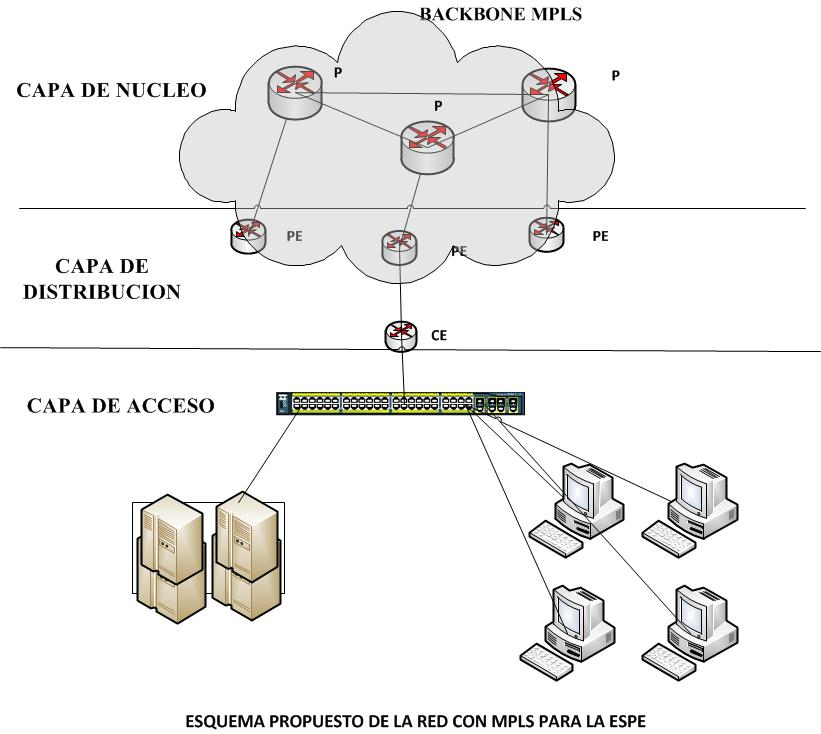 BACKBONE MPLS
CAPA DE NUCLEO
P
P
P
PE
PE
PE
CAPA DE
DISTRIBUCION
CE
CAPA DE ACCESO
ESQUEMA PROPUESTO DE LA RED CON MPLS PARA LA ESPE